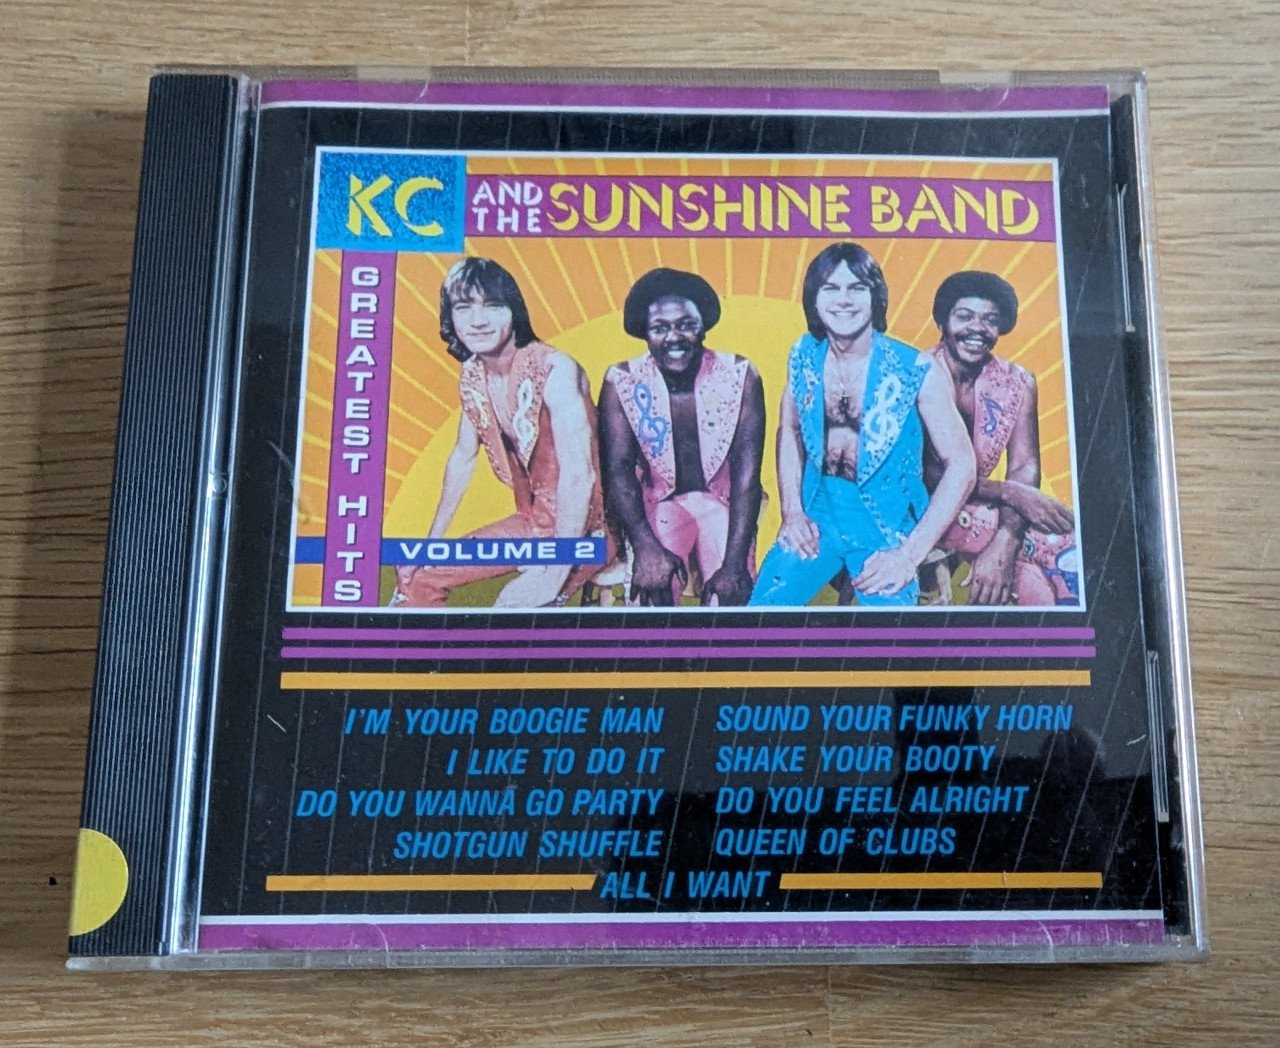 KC AND THE SUNSHINE BAND
GREATEST HITS
VOLUME 2
I'M YOUR BOOGIE MAN
I LIKE TO DO IT
DO YOU WANNA GO PARTY
SHOTGUN SHUFFLE
SOUND YOUR FUNKY HORN
SHAKE YOUR BOOTY
DO YOU FEEL ALRIGHT
QUEEN OF CLUBS
ALL I WANT